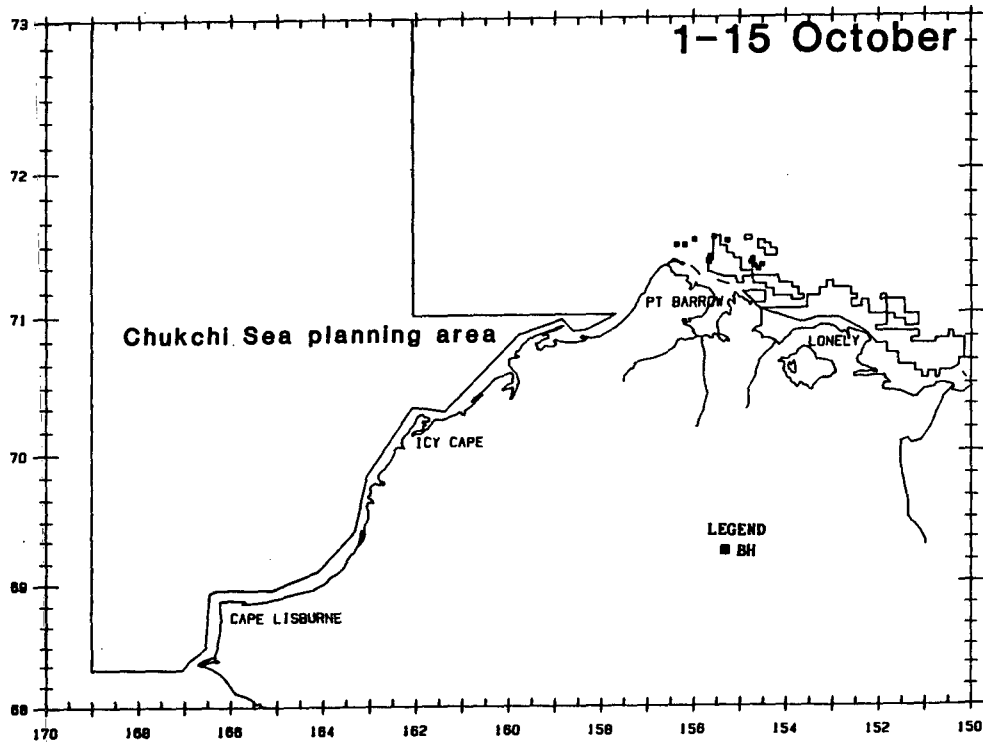 73
1-15 October
72
71
PT BARROW
Chukchi Sea planning area
LONELY
ICY CAPE
70
LEGEND
BH
69
CAPE LISBURNE
68
170 168 166 164 162 160 158 156 154 152 150